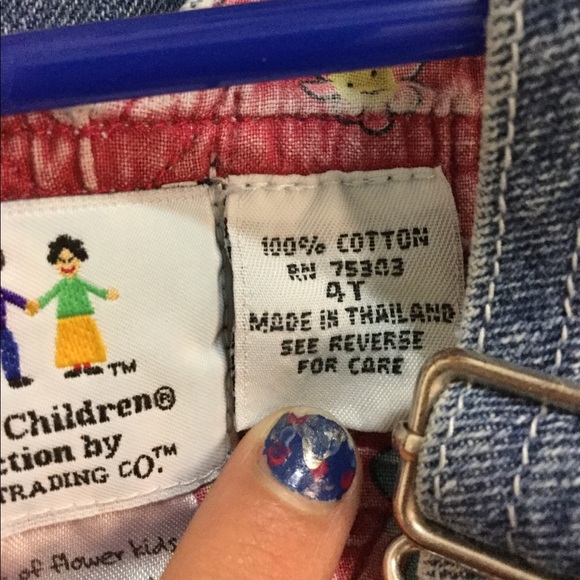 100% COTTON
RN 75303
4T
MADE IN THAILAND
SEE REVERSE
FOR CARE
TM
Children®
ction by
TRADING CO.™
of flower kids